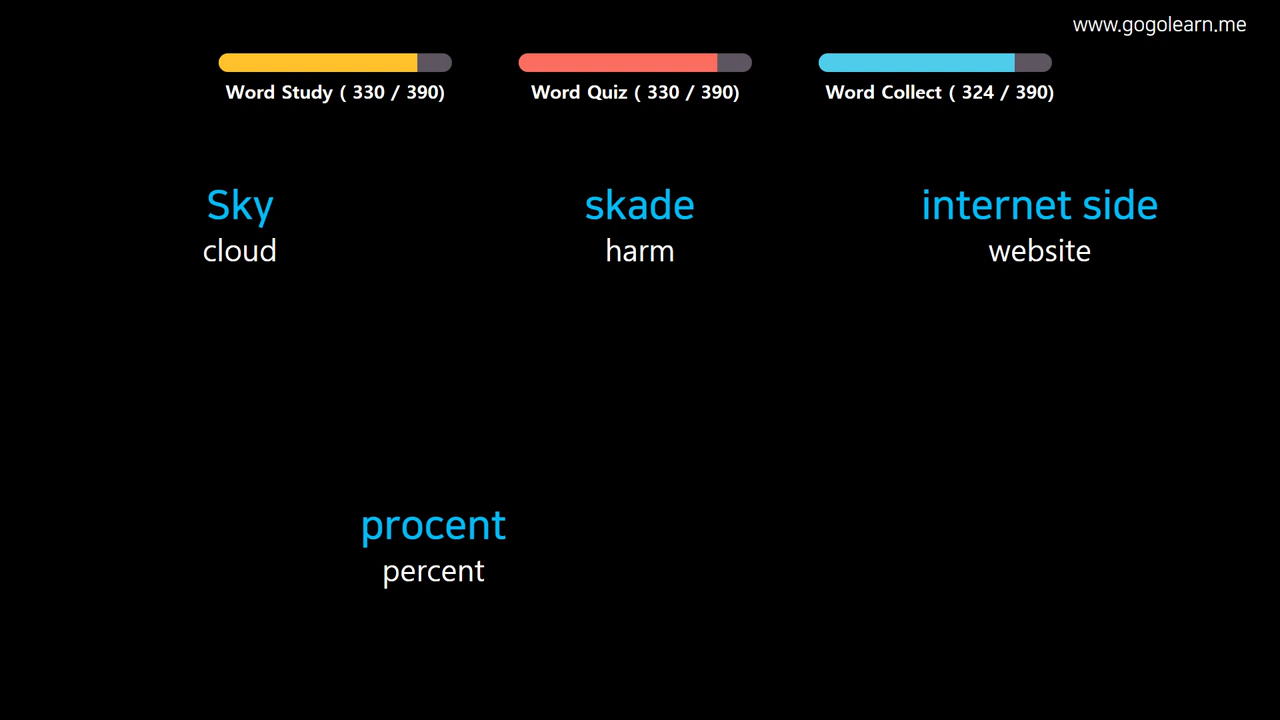 www.gogolearn.me
Word Study ( 330 / 390)
Word Quiz ( 330 / 390)
Word Collect ( 324 / 390)
Sky
cloud
skade
harm
internet side
website
procent
percent